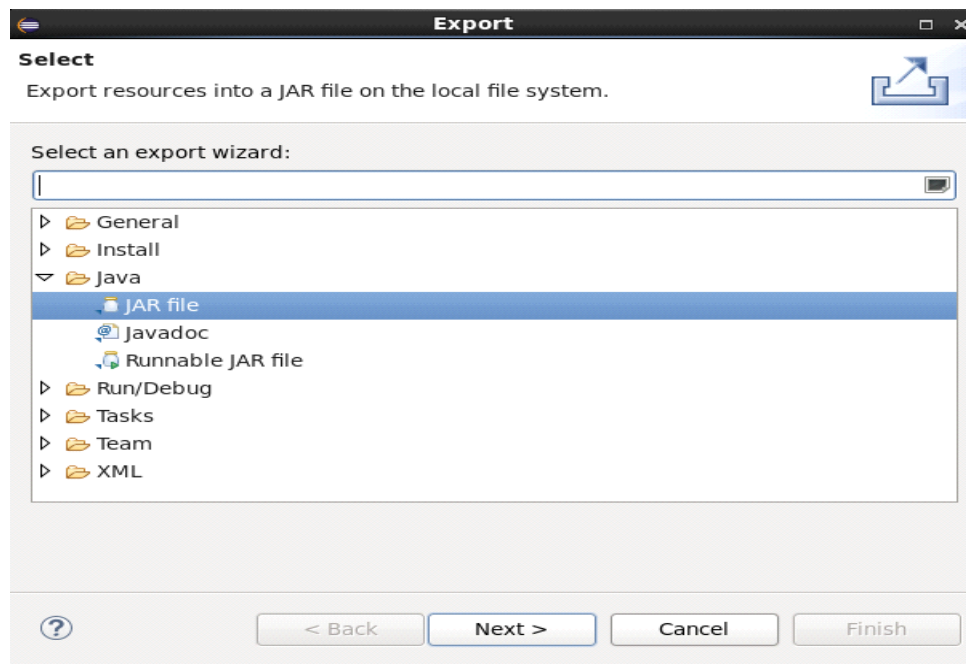 Export
Select
Export resources into a JAR file on the local file system.
Select an export wizard:
General
Install
Java
JAR file
Javadoc
Runnable JAR file
Run/Debug
Tasks
Team
XML
? < Back Next > Cancel Finish